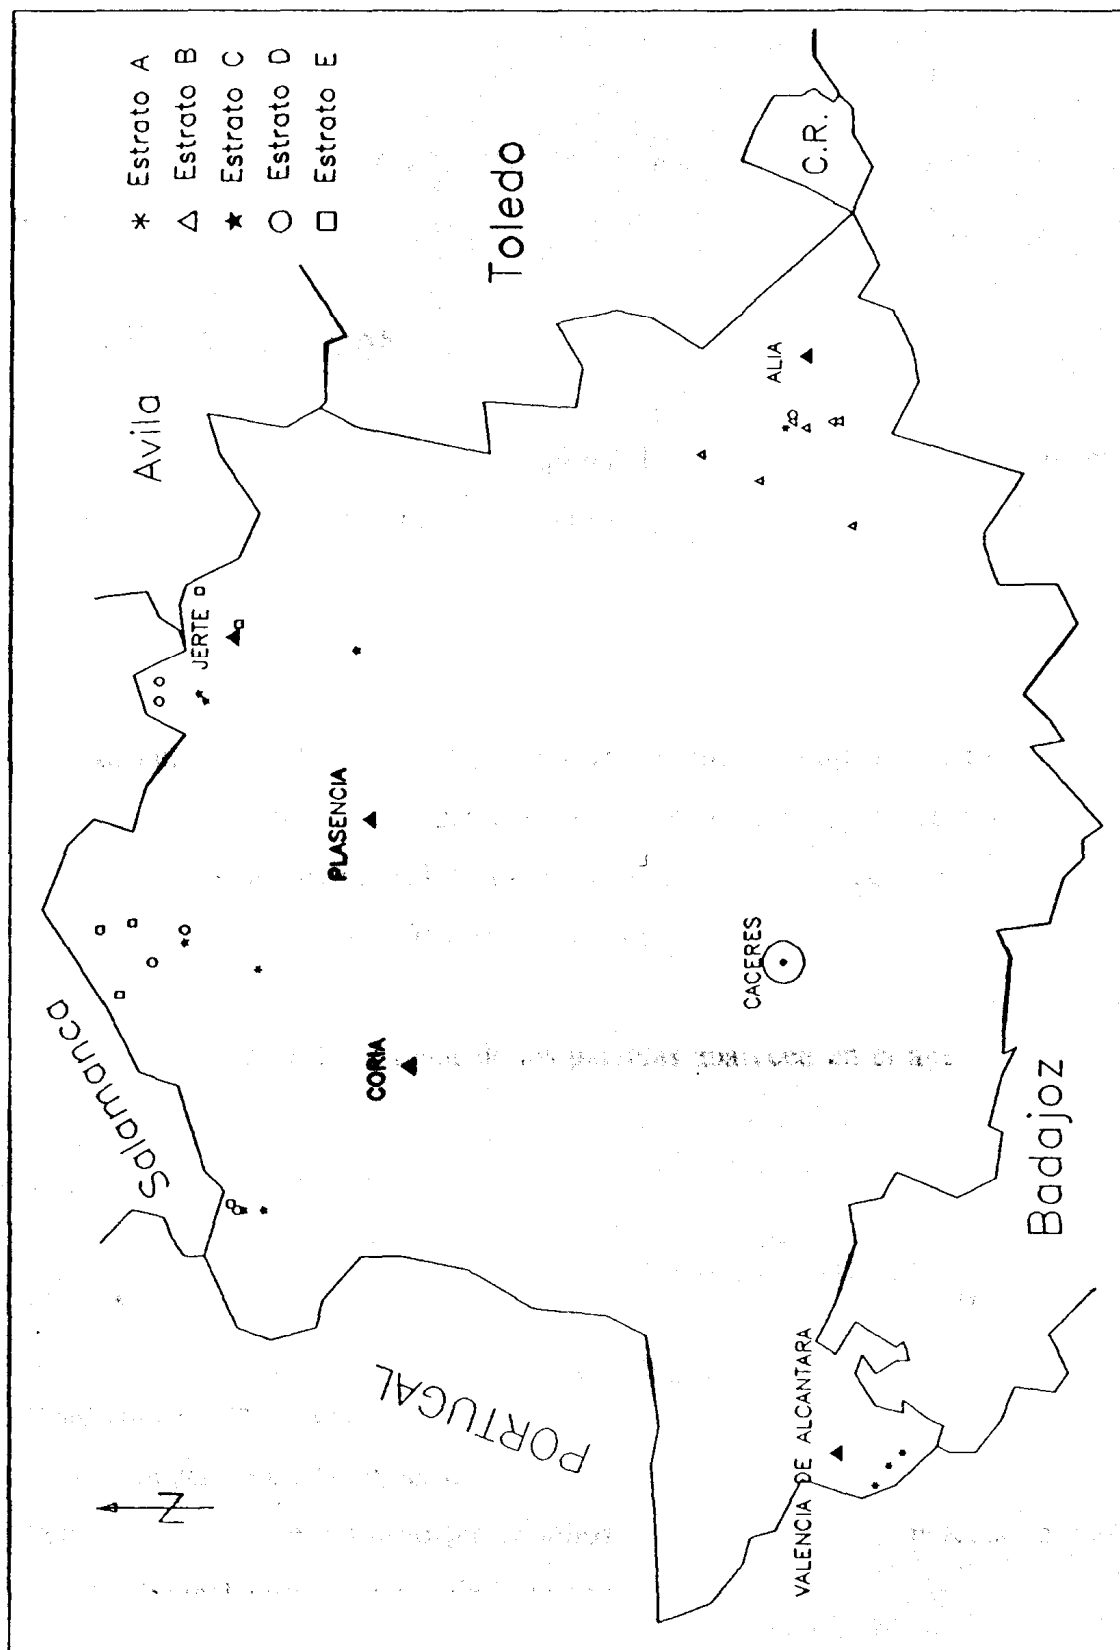 Estrato A
Estrato B
Estrato C
Estrato D
Estrato E
Avila
Salamanca
Toledo
C.R.
JERTE
PLASENCIA
CORIA
ALIA
CACERES
PORTUGAL
VALENCIA DE ALCANTARA
Badajoz
N